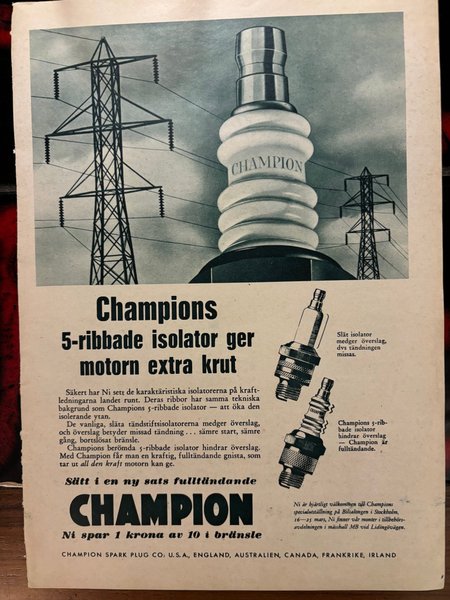 CHAMPION
Champions
5-ribbade isolator ger
motorn extra krut
Säkert har Ni sett de karaktäristiska isolatorerna på kraft-
ledningarna landet runt. Deras ribbor har samma tekniska
bakgrund som Champions 5-ribbade isolator — att öka den
isolerande ytan.
De vanliga, släta tändstiftsisolatorerna medger överslag,
och överslag betyder missad tändning . . . sämre start, sämre
gång, bortslösat bränsle.
Champions berömda 5-ribbade isolator hindrar överslag.
Med Champion får man en kraftig, fulltändande gnista, som
tar ut all den kraft motorn kan ge.
Slät isolator
medger överslag,
dvs tändningen
missas.
Champions 5-rib-
bade isolator
hindrar överslag
— Champion är
fulltändande.
Sätt i en ny sats fulltändande
CHAMPION
Ni spar 1 krona av 10 i bränsle
Ni är hjärtligt välkommen till Champions
specialutställning på Bilsalongen i Stockholm,
16—25 mars, Ni finner vår monter i tillbehörs-
avdelningen i mässhall MB vid Lidingövägen.
CHAMPION SPARK PLUG CO: U.S.A., ENGLAND, AUSTRALIEN, CANADA, FRANKRIKE, IRLAND